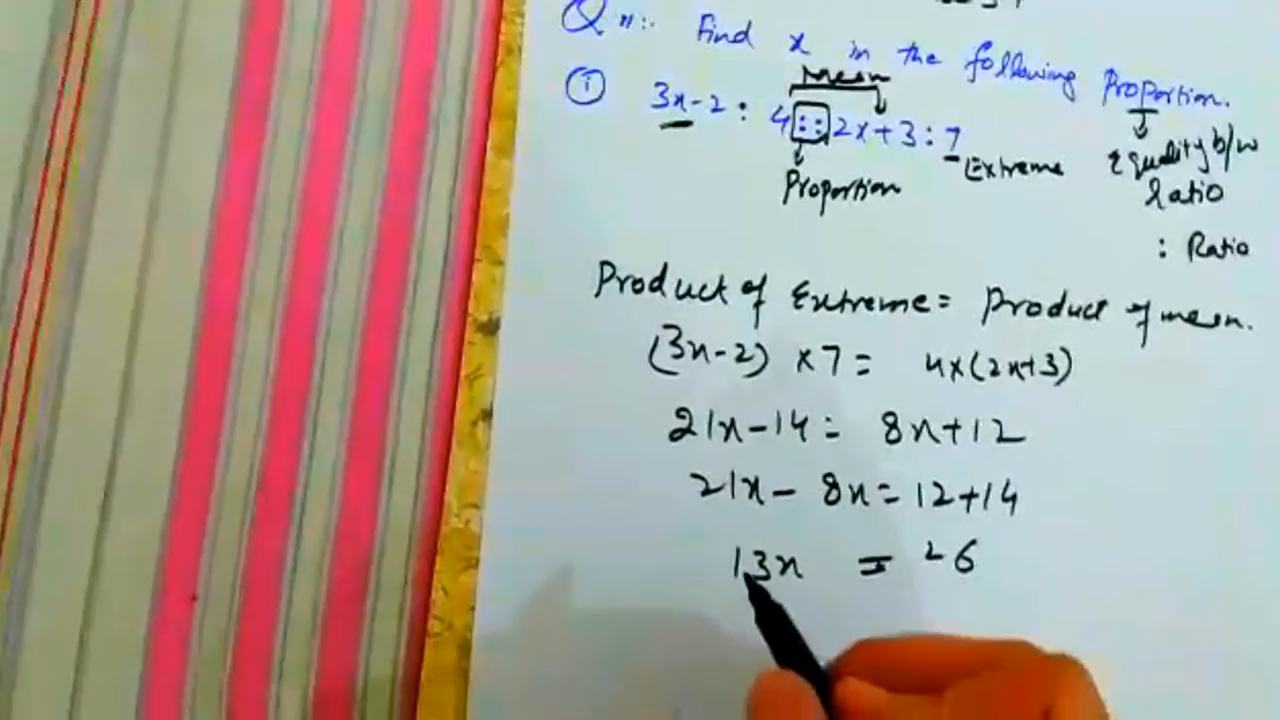 Q n:. Find x in the following Proportion.
Mean
① 3x-2 : 4 :: 2x+3 : 7
Extreme
Proportion
Equality b/w
Ratio
: Ratio
Product of Extreme = Product of mean.
(3x-2) x7 = 4x(2x+3)
21x-14 = 8x+12
21x- 8x = 12+14
13x = 26